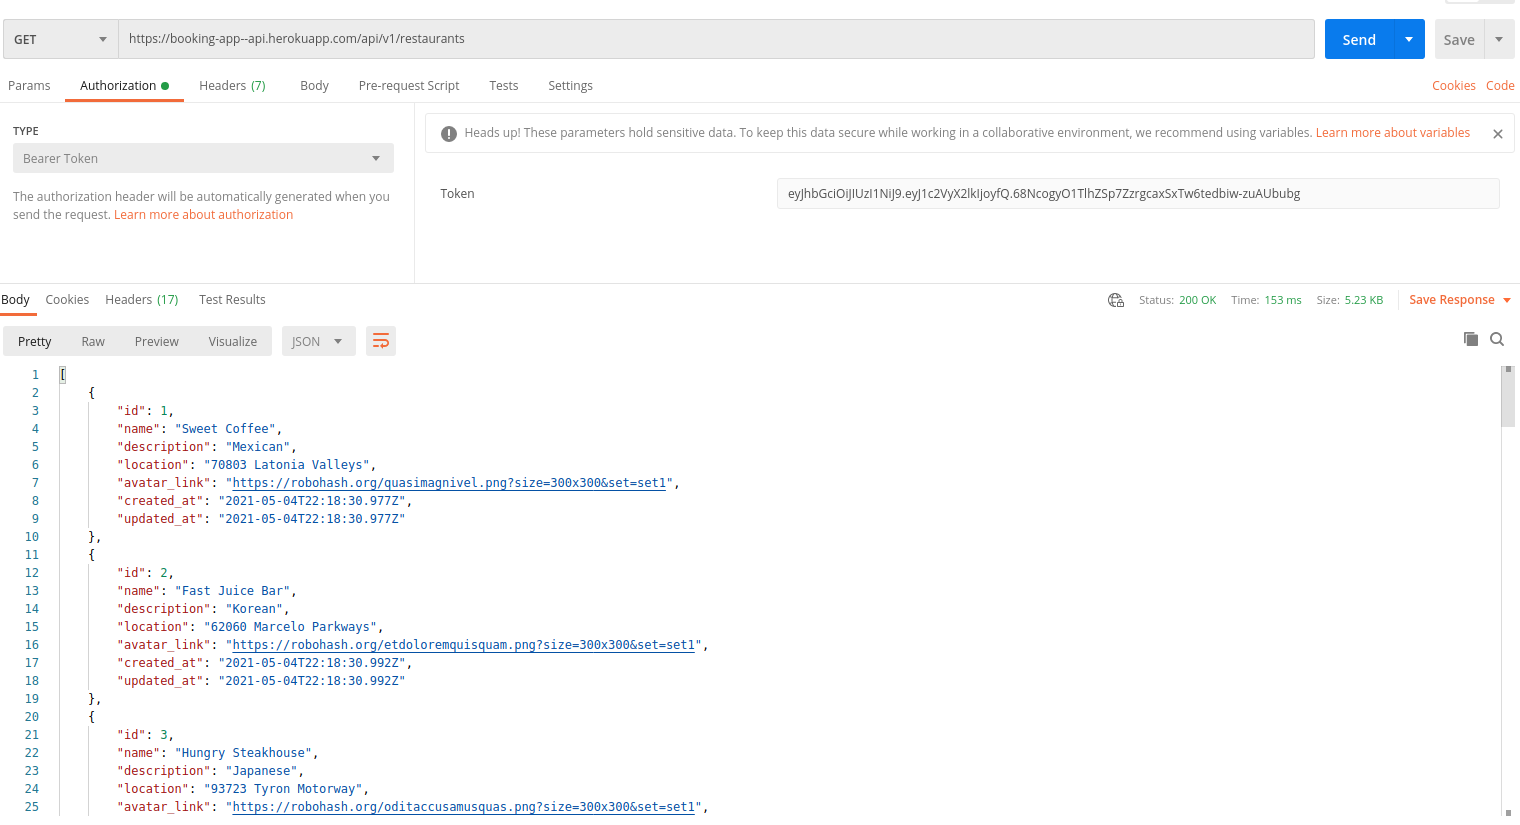 GET https://booking-app--api.herokuapp.com/api/v1/restaurants Send Save
Params Authorization Headers (7) Body Pre-request Script Tests Settings Cookies Code
TYPE
Bearer Token
The authorization header will be automatically generated when you
send the request. Learn more about authorization
Heads up! These parameters hold sensitive data. To keep this data secure while working in a collaborative environment, we recommend using variables. Learn more about variables
Token eyJhbGciOiJIUzI1NiJ9.eyJ1c2VyX2lkIjoyfQ.68NcogyO1TlhZSp7ZzrgcaxSxTw6tedbiw-zuAUbubg
Body Cookies Headers (17) Test Results Status: 200 OK Time: 153 ms Size: 5.23 KB Save Response
Pretty Raw Preview Visualize JSON
1 [
2 {
3 "id": 1,
4 "name": "Sweet Coffee",
5 "description": "Mexican",
6 "location": "70803 Latonia Valleys",
7 "avatar_link": "https://robohash.org/quasimagnivel.png?size=300x300&set=set1",
8 "created_at": "2021-05-04T22:18:30.977Z",
9 "updated_at": "2021-05-04T22:18:30.977Z"
10 },
11 {
12 "id": 2,
13 "name": "Fast Juice Bar",
14 "description": "Korean",
15 "location": "62060 Marcelo Parkways",
16 "avatar_link": "https://robohash.org/etdoloremquisquam.png?size=300x300&set=set1",
17 "created_at": "2021-05-04T22:18:30.992Z",
18 "updated_at": "2021-05-04T22:18:30.992Z"
19 },
20 {
21 "id": 3,
22 "name": "Hungry Steakhouse",
23 "description": "Japanese",
24 "location": "93723 Tyron Motorway",
25 "avatar_link": "https://robohash.org/oditaccusamusquas.png?size=300x300&set=set1",